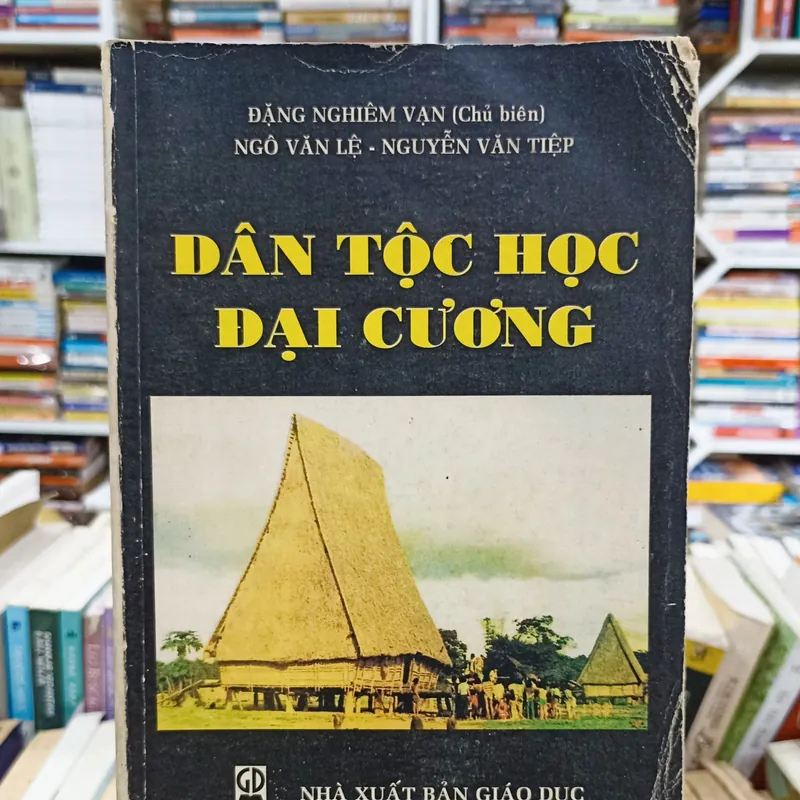 ĐẶNG NGHIÊM VẠN (Chủ biên)
NGÔ VĂN LỆ - NGUYỄN VĂN TIỆP
DÂN TỘC HỌC
ĐẠI CƯƠNG
GD
NHÀ XUẤT BẢN GIÁO DỤC